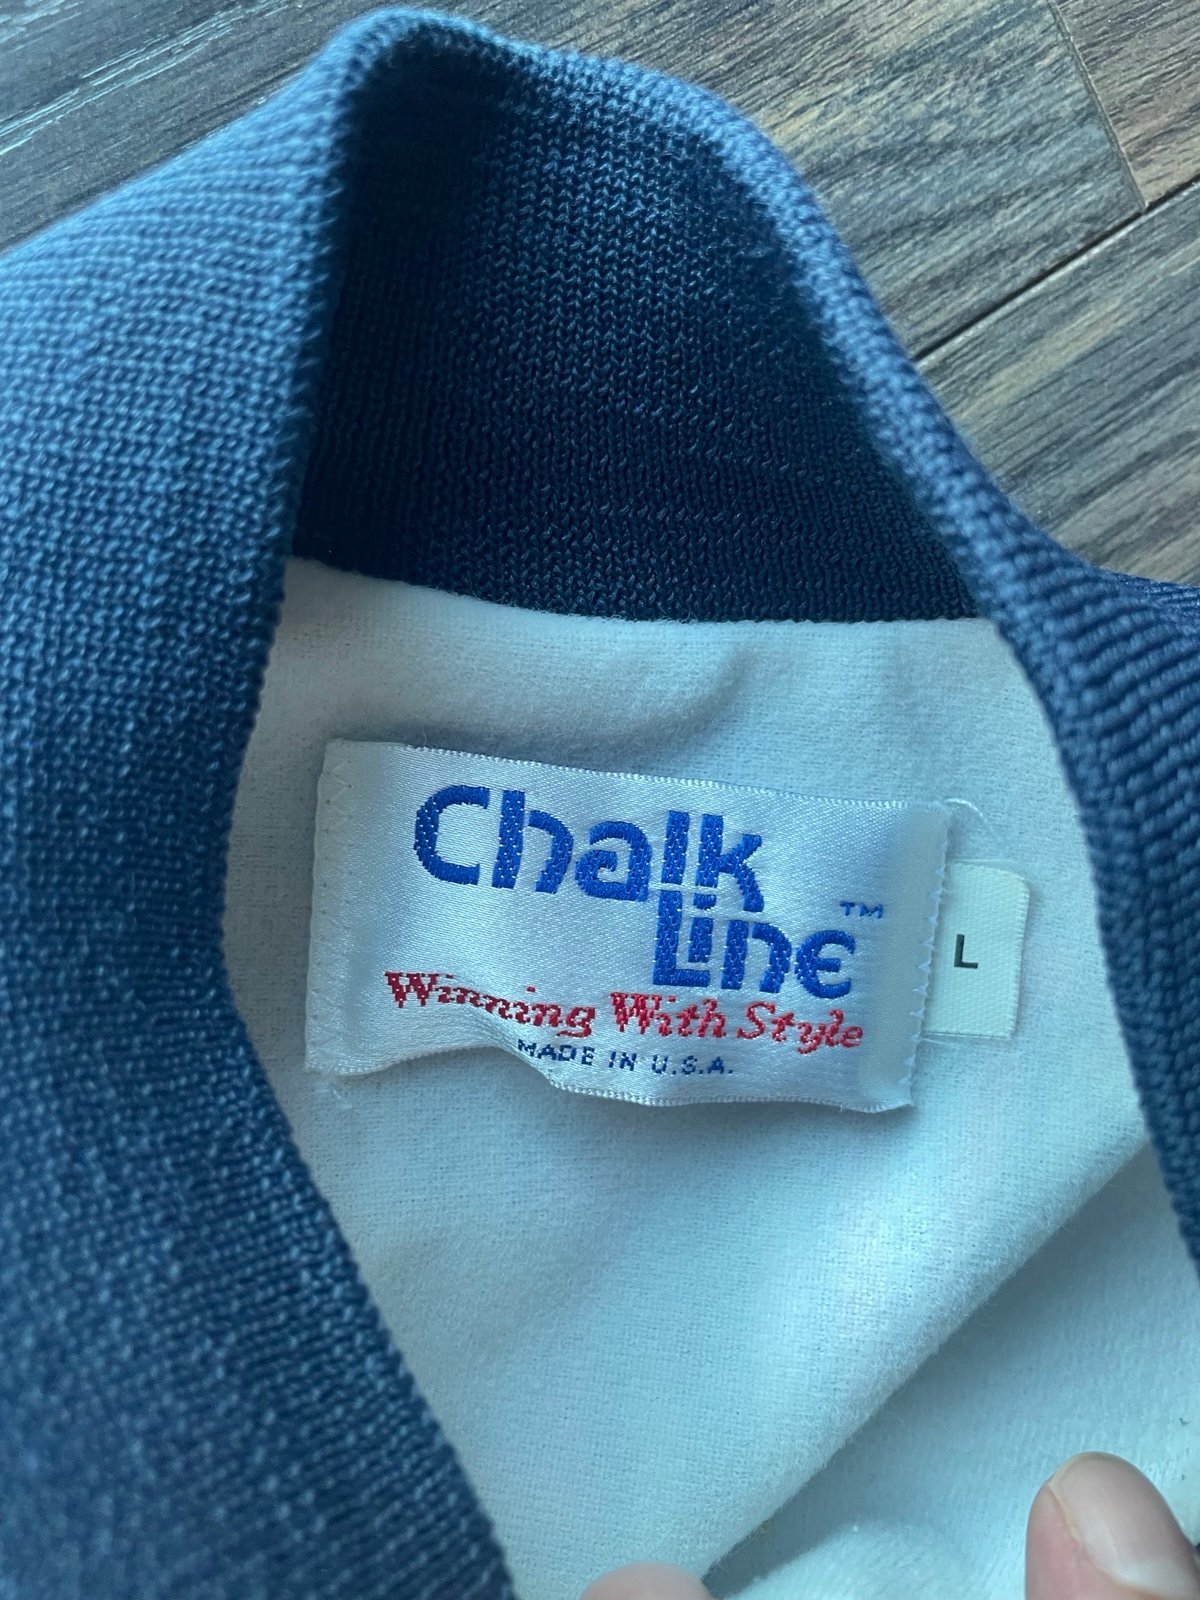 Chalk
Line™
Winning With Style
MADE IN U.S.A.
L